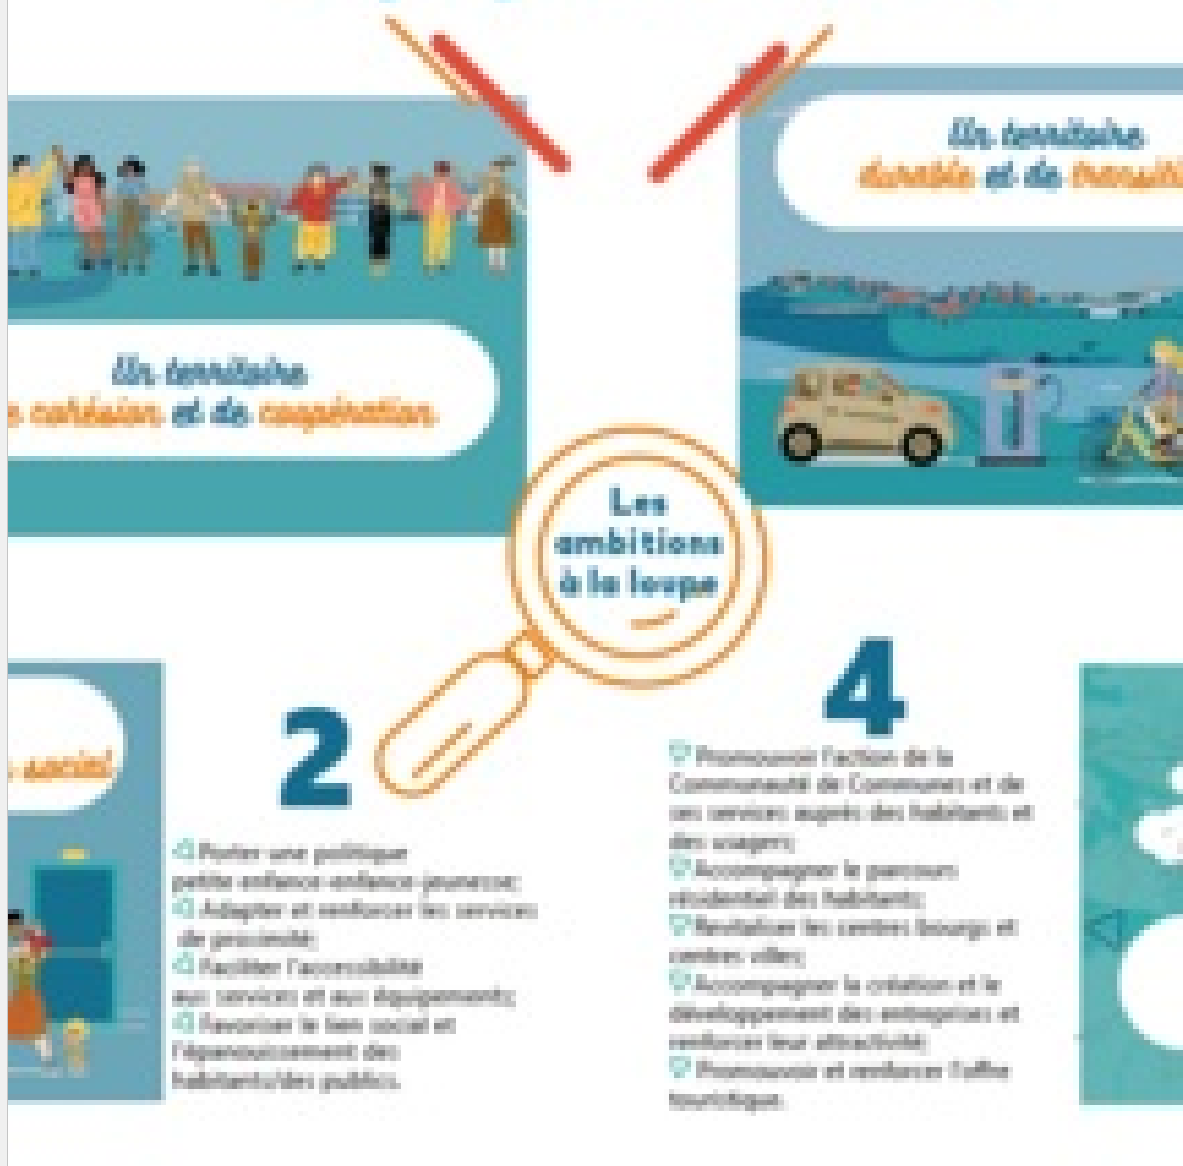 Un territoire
durable et de
Un territoire
cohésion et de coopération
Les
ambitions
à la loupe
social
2
Porter une politique
petite enfance-enfance-jeunesse;
Adapter et renforcer les services
de proximité;
Faciliter l'accessibilité
aux services et aux équipements;
Favoriser le lien social et
l'épanouissement des
habitants/des publics.
4
Promouvoir l'action de la
Communauté de Communes et de
ses services auprès des habitants et
des usagers;
Accompagner le parcours
résidentiel des habitants;
Revitaliser les centres bourgs et
centres villes;
Accompagner la création et le
développement des entreprises et
renforcer leur attractivité;
Promouvoir et renforcer l'offre
touristique.